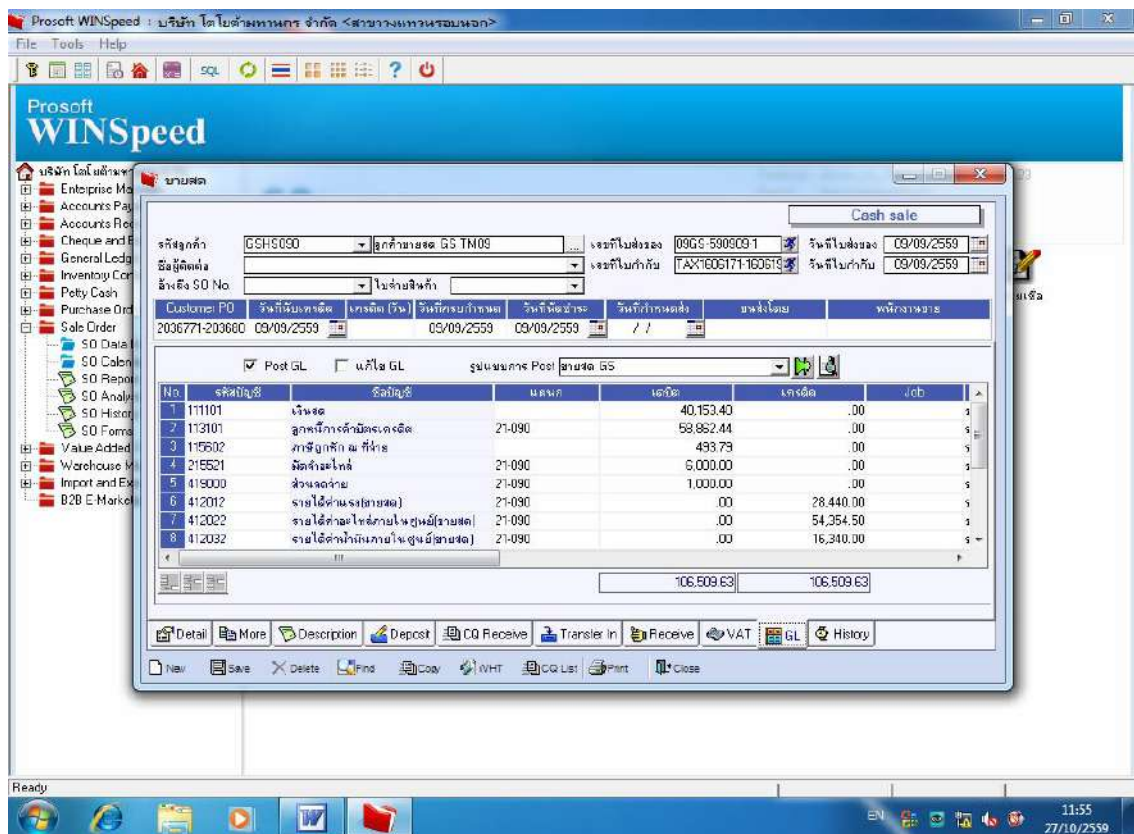 Prosoft WINSpeed : บริษัท โตโยต้ามหานคร จำกัด <สาขาวงแหวนรอบนอก>
File Tools Help
SQL
Prosoft
WINSpeed
Enterprise Ma
Accounts Pay
Accounts Rec
Cheque and B
General Ledg
Inventory Con
Petty Cash
Purchase Ord
Sale Order
SO Data
SO Calen
SO Repor
SO Analy
SO Histor
SO Forms
Value Added
Warehouse M
Import and Ex
B2B E-Market
ขายสด
Cash sale
รหัสลูกค้า GSHS090 ลูกค้าขายสด GS TM09 ... เลขที่ใบส่งของ 09GS-590909-1 วันที่ใบส่งของ 09/09/2559
ชื่อผู้ติดต่อ เลขที่ใบกำกับ TAX1606171-160619 วันที่ใบกำกับ 09/09/2559
อ้างอิง SO No. ใบจ่ายสินค้า
Customer PO วันที่นับเครดิต เครดิต (วัน) วันที่ครบกำหนด วันที่นัดชำระ วันที่กำหนดส่ง ขนส่งโดย พนักงานขาย
2036771-203680 09/09/2559 09/09/2559 09/09/2559 / /
Post GL แก้ไข GL รูปแบบการ Post ขายสด GS
No. รหัสบัญชี ชื่อบัญชี แผนก เดบิต เครดิต Job
1 111101 เงินสด 40,153.40 .00
2 113101 ลูกหนี้การค้าบัตรเครดิต 21-090 58,862.44 .00
3 115602 ภาษีถูกหัก ณ ที่จ่าย 493.79 .00
4 215521 มัดจำอะไหล่ 21-090 6,000.00 .00
5 419000 ส่วนลดจ่าย 21-090 1,000.00 .00
6 412012 รายได้ค่าแรง(ขายสด) 21-090 .00 28,440.00
7 412022 รายได้ค่าอะไหล่ภายในศูนย์(ขายสด) 21-090 .00 54,354.50
8 412032 รายได้ค่าน้ำมันภายในศูนย์(ขายสด) 21-090 .00 16,340.00
106,509.63 106,509.63
Detail More Description Deposit CQ Receive Transfer In Receive VAT GL History
New Save Delete Find Copy WHT CQ List Print Close
Ready
EN 11:55
27/10/2559